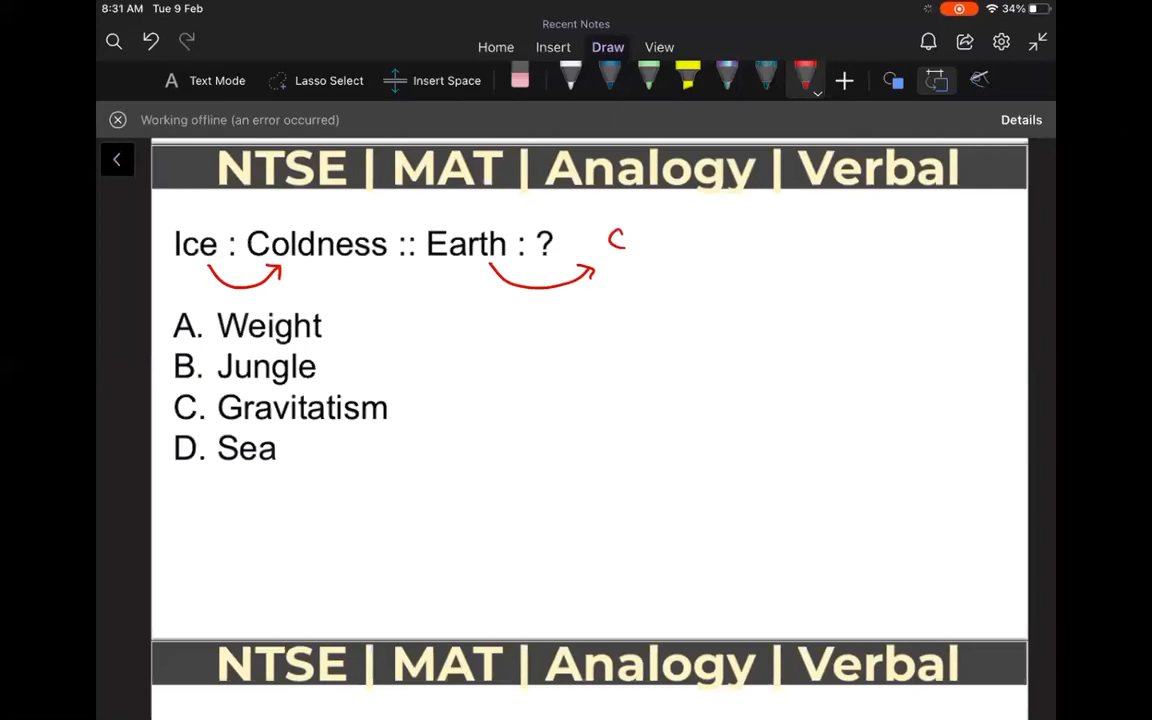 8:31 AM Tue 9 Feb 34%
Recent Notes
Home Insert Draw View
Text Mode Lasso Select Insert Space
Working offline (an error occurred) Details
NTSE | MAT | Analogy | Verbal
Ice : Coldness :: Earth : ? C
A. Weight
B. Jungle
C. Gravitatism
D. Sea
NTSE | MAT | Analogy | Verbal